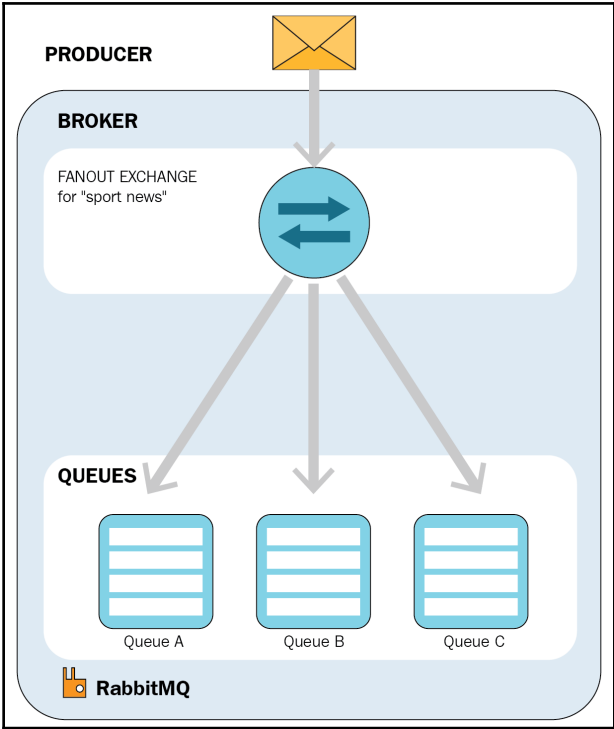 PRODUCER
BROKER
FANOUT EXCHANGE
for "sport news"
QUEUES
Queue A
Queue B
Queue C
RabbitMQ